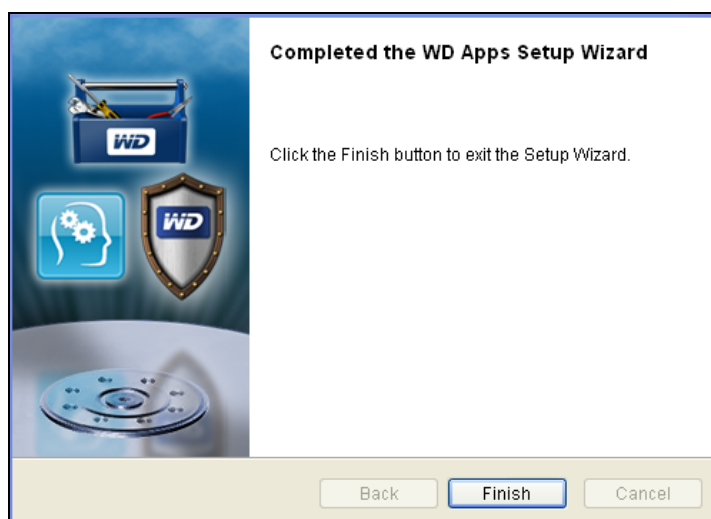 Completed the WD Apps Setup Wizard
Click the Finish button to exit the Setup Wizard.
WD
WD
Back
Finish
Cancel